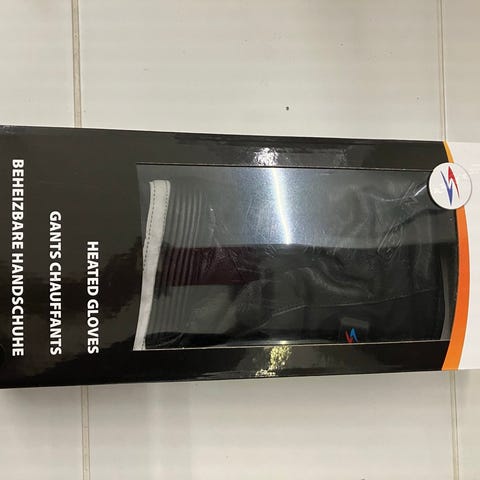 HEATED GLOVES
GANTS CHAUFFANTS
BEHEIZBARE HANDSCHUHE